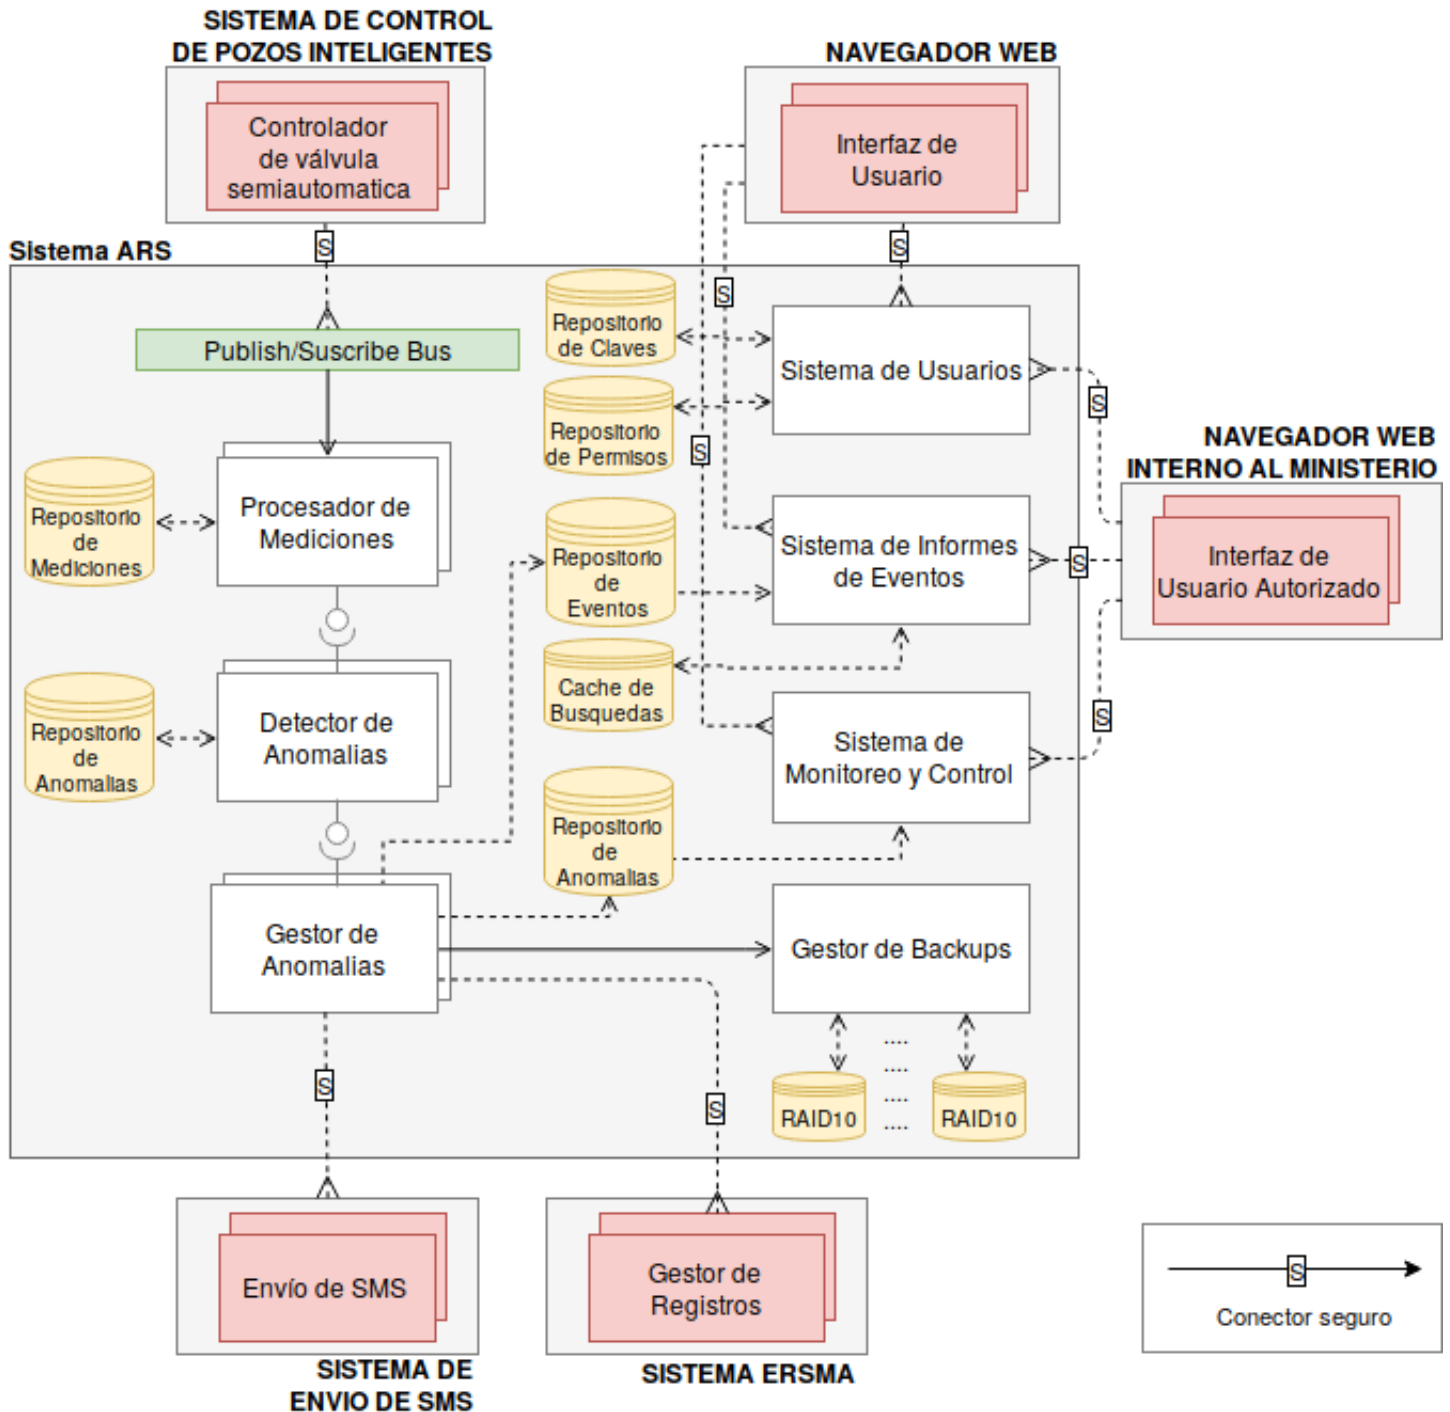 SISTEMA DE CONTROL
DE POZOS INTELIGENTES
NAVEGADOR WEB
Controlador
de válvula
semiautomatica
Interfaz de
Usuario
S
S
Sistema ARS
S
Publish/Suscribe Bus
Repositorio
de Claves
Sistema de Usuarios
S
Repositorio
de Permisos
S
NAVEGADOR WEB
INTERNO AL MINISTERIO
Repositorio
de
Mediciones
Procesador de
Mediciones
Repositorio
de
Eventos
Sistema de Informes
de Eventos
S
Interfaz de
Usuario Autorizado
Cache de
Busquedas
Repositorio
de
Anomalias
Detector de
Anomalias
S
Sistema de
Monitoreo y Control
Repositorio
de
Anomalias
Gestor de
Anomalias
Gestor de Backups
....
....
....
....
S
S
RAID10
RAID10
Envío de SMS
Gestor de
Registros
S
Conector seguro
SISTEMA DE
ENVIO DE SMS
SISTEMA ERSMA